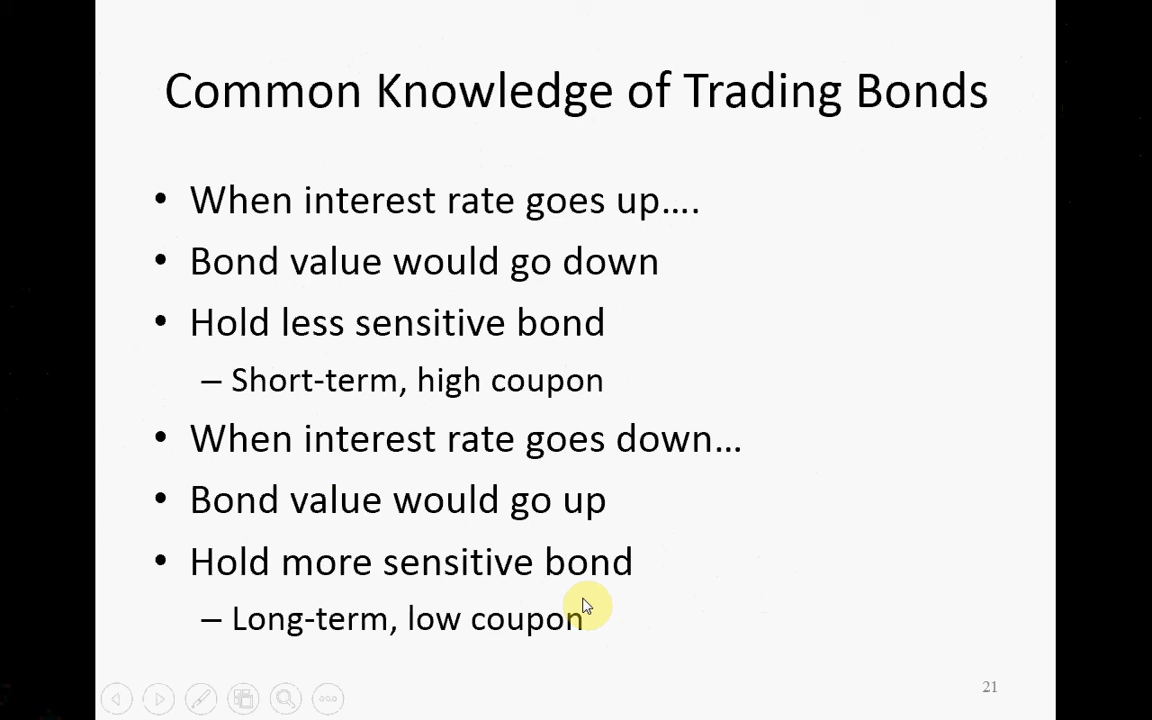 Common Knowledge of Trading Bonds
• When interest rate goes up....
• Bond value would go down
• Hold less sensitive bond
– Short-term, high coupon
• When interest rate goes down...
• Bond value would go up
• Hold more sensitive bond
– Long-term, low coupon
21